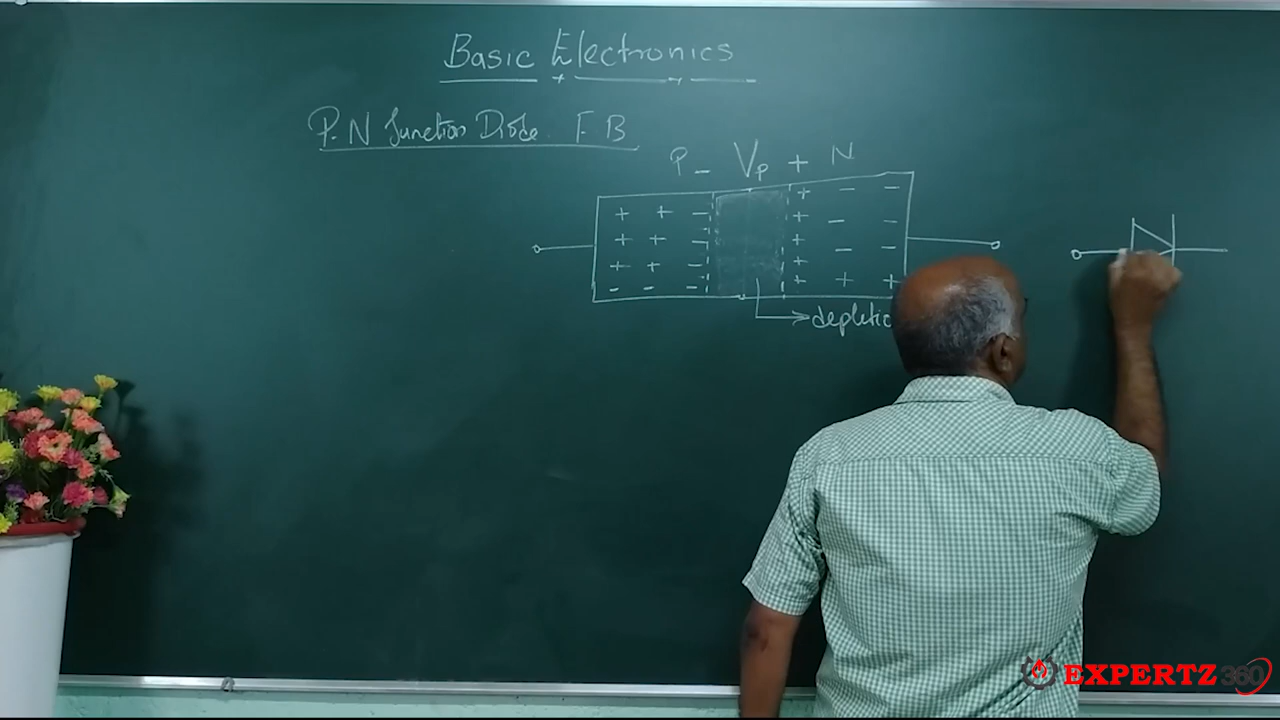 Basic Electronics
P-N Junction Diode F B
P - Vp + N
+ + - + - -
+ + - + - -
+ + - + - -
- - - + + +
depletio
EXPERTZ 360